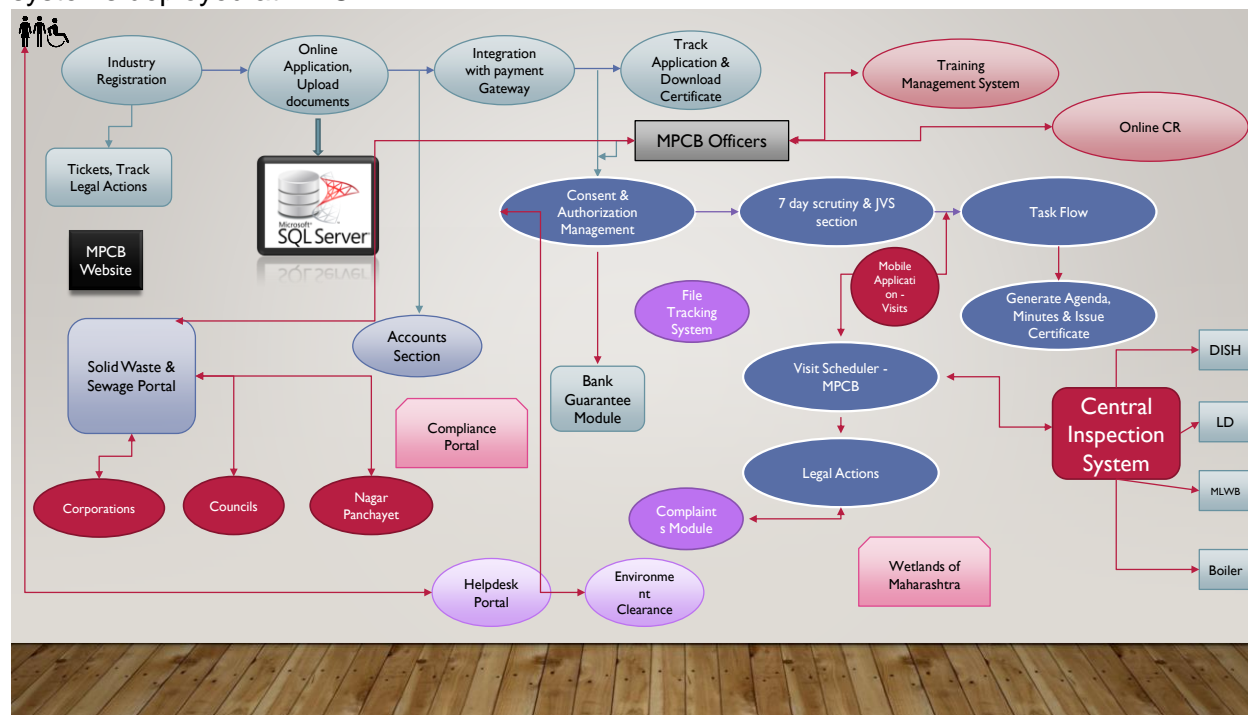 Industry
Registration
Online
Application,
Upload
documents
Integration
with payment
Gateway
Track
Application &
Download
Certificate
Training
Management System
Online CR
MPCB Officers
Tickets, Track
Legal Actions
Microsoft®
SQL Server®
Consent &
Authorization
Management
7 day scrutiny & JVS
section
Task Flow
MPCB
Website
Mobile
Applicati
on -
Visits
File
Tracking
System
Generate Agenda,
Minutes & Issue
Certificate
Accounts
Section
Solid Waste &
Sewage Portal
Visit Scheduler -
MPCB
DISH
Bank
Guarantee
Module
Compliance
Portal
Central
Inspection
System
LD
Legal Actions
MLWB
Corporations
Councils
Nagar
Panchayet
Complaint
s Module
Wetlands of
Maharashtra
Boiler
Helpdesk
Portal
Environme
nt
Clearance